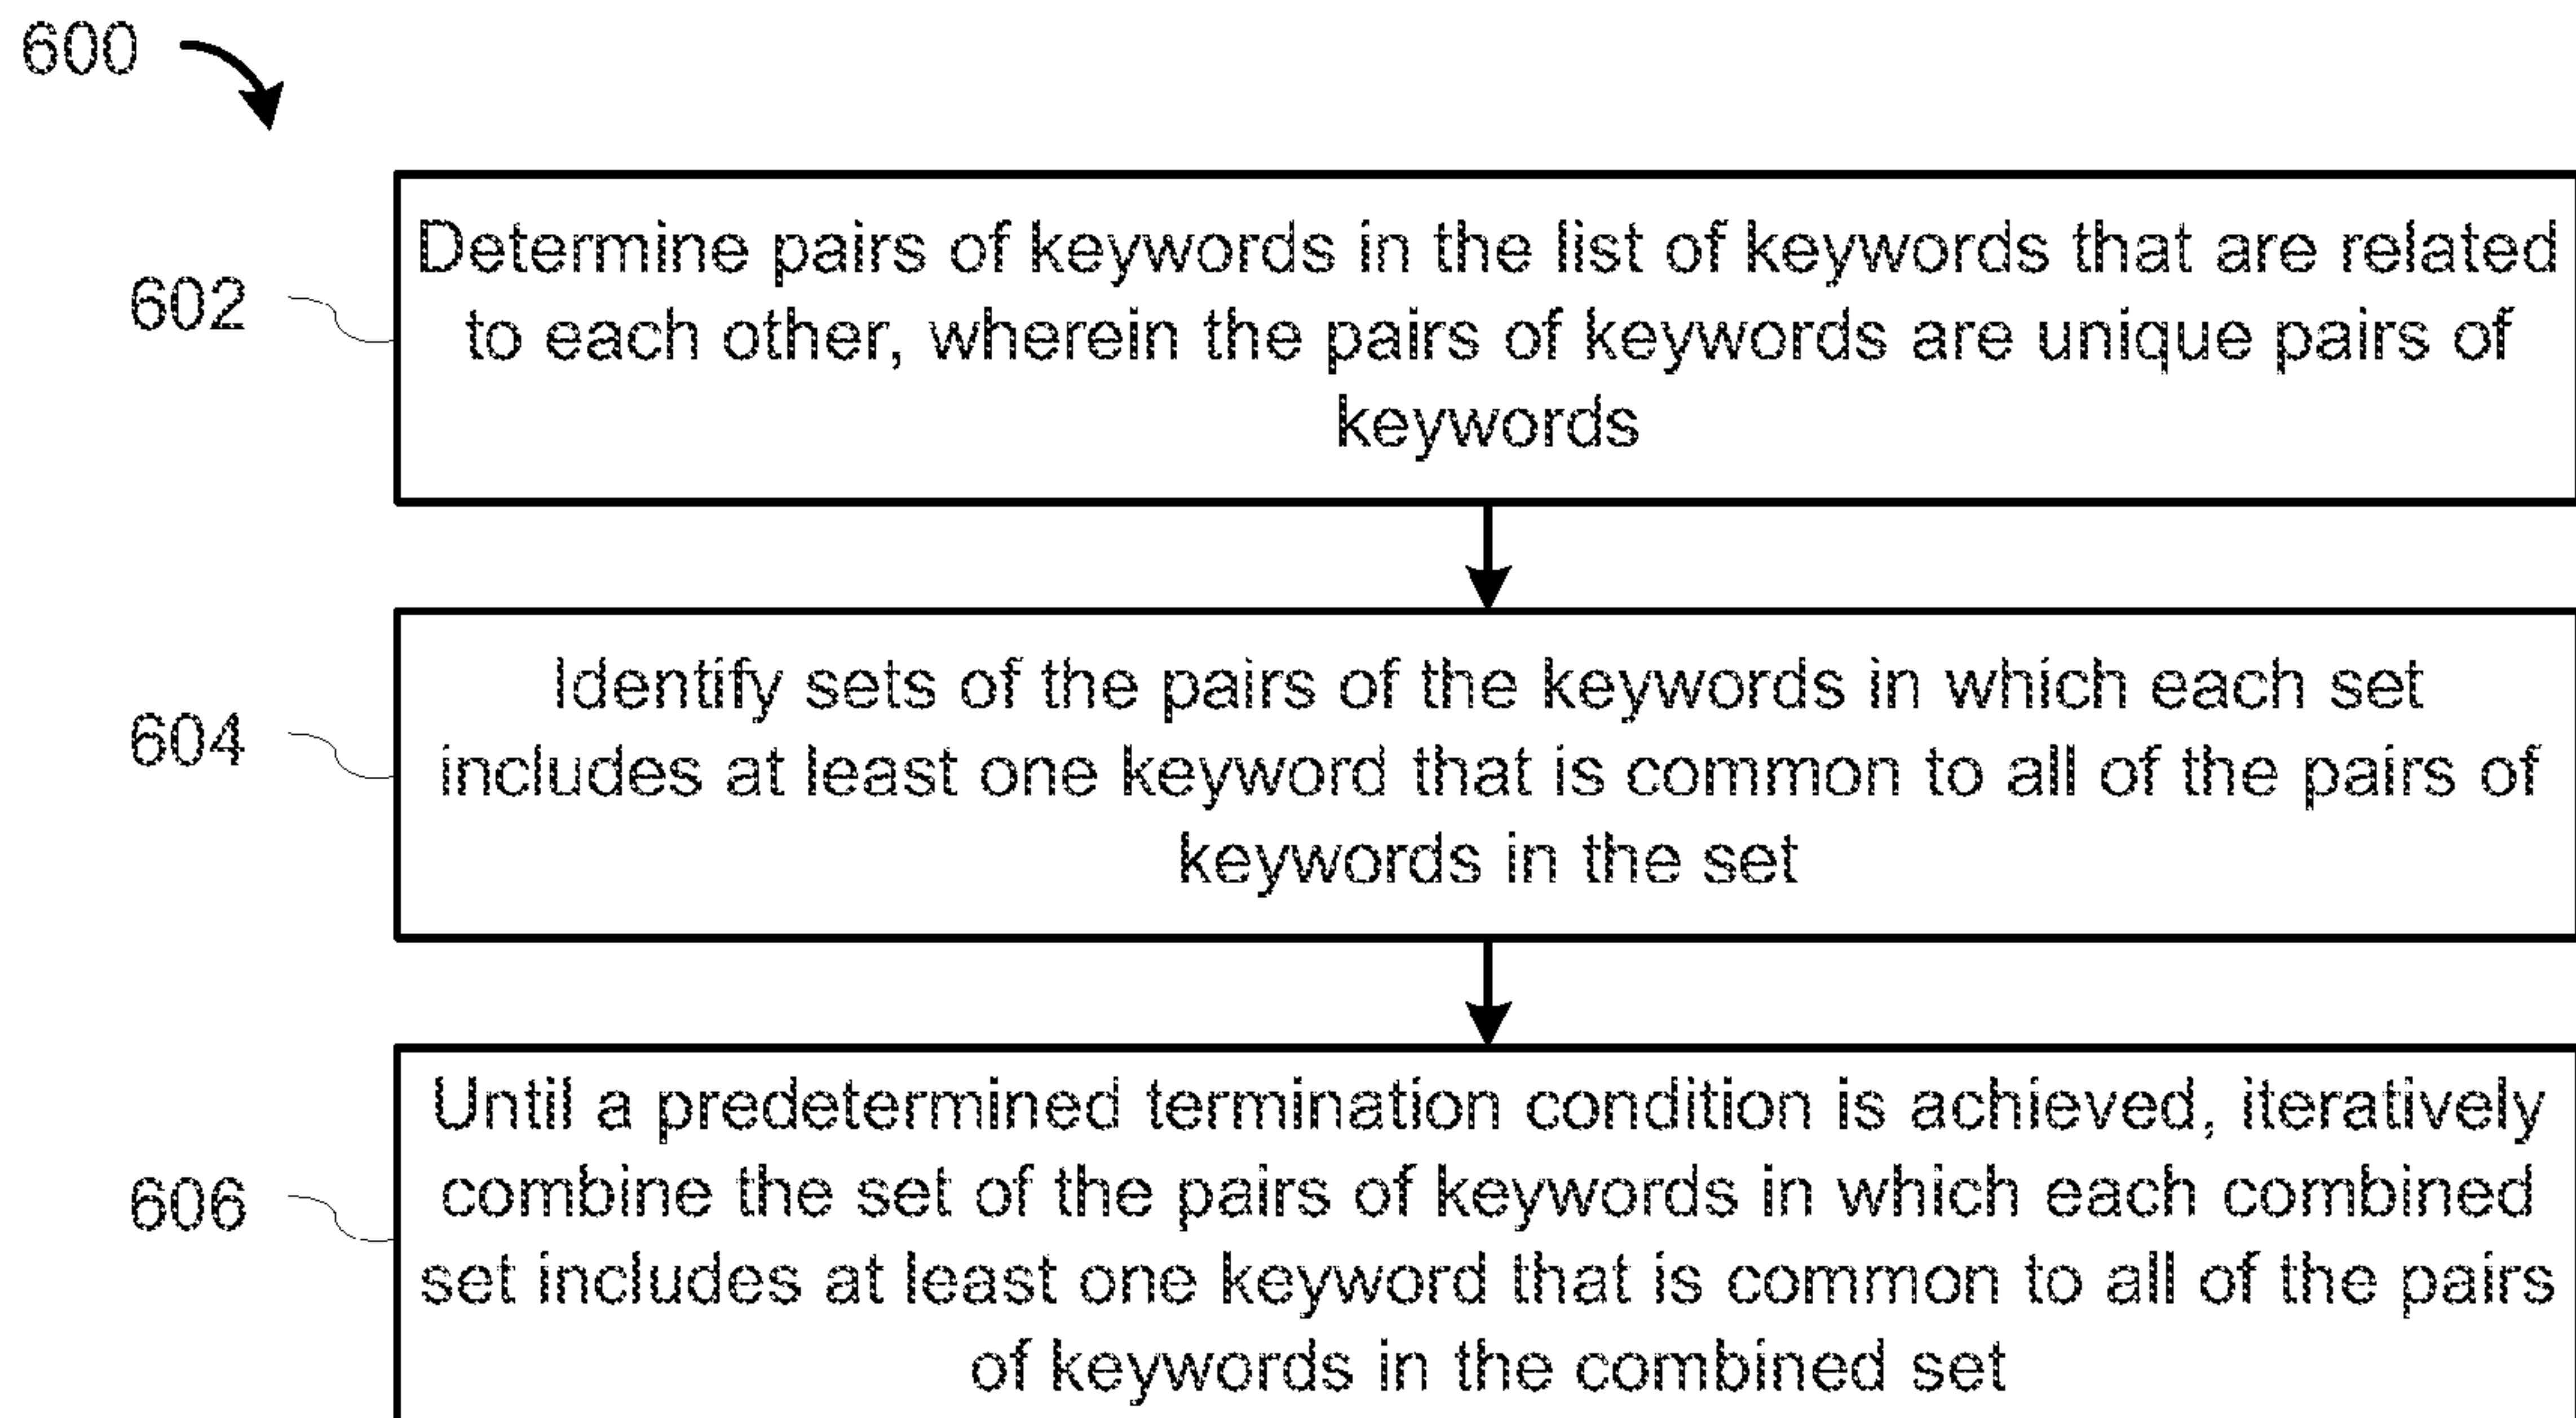 600
602
Determine pairs of keywords in the list of keywords that are related
to each other, wherein the pairs of keywords are unique pairs of
keywords
604
Identify sets of the pairs of the keywords in which each set
includes at least one keyword that is common to all of the pairs of
keywords in the set
606
Until a predetermined termination condition is achieved, iteratively
combine the set of the pairs of keywords in which each combined
set includes at least one keyword that is common to all of the pairs
of keywords in the combined set